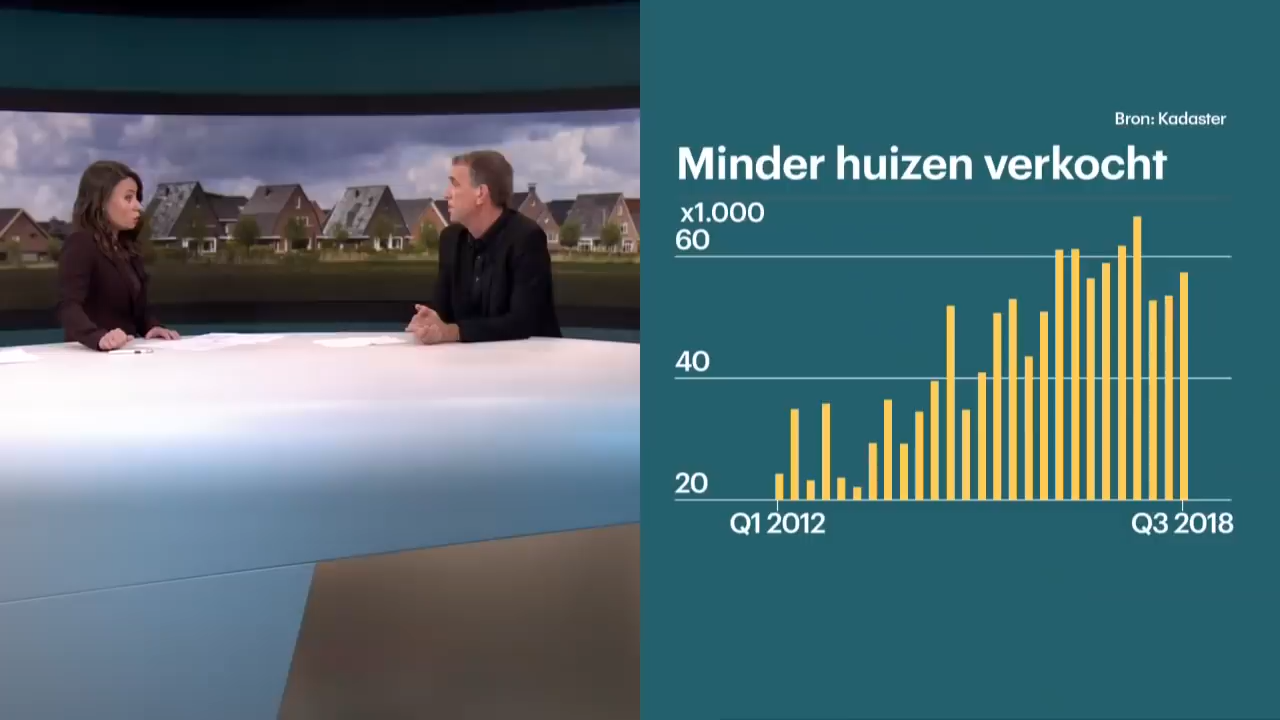 Bron: Kadaster
Minder huizen verkocht
x1.000
60
40
20
Q1 2012
Q3 2018